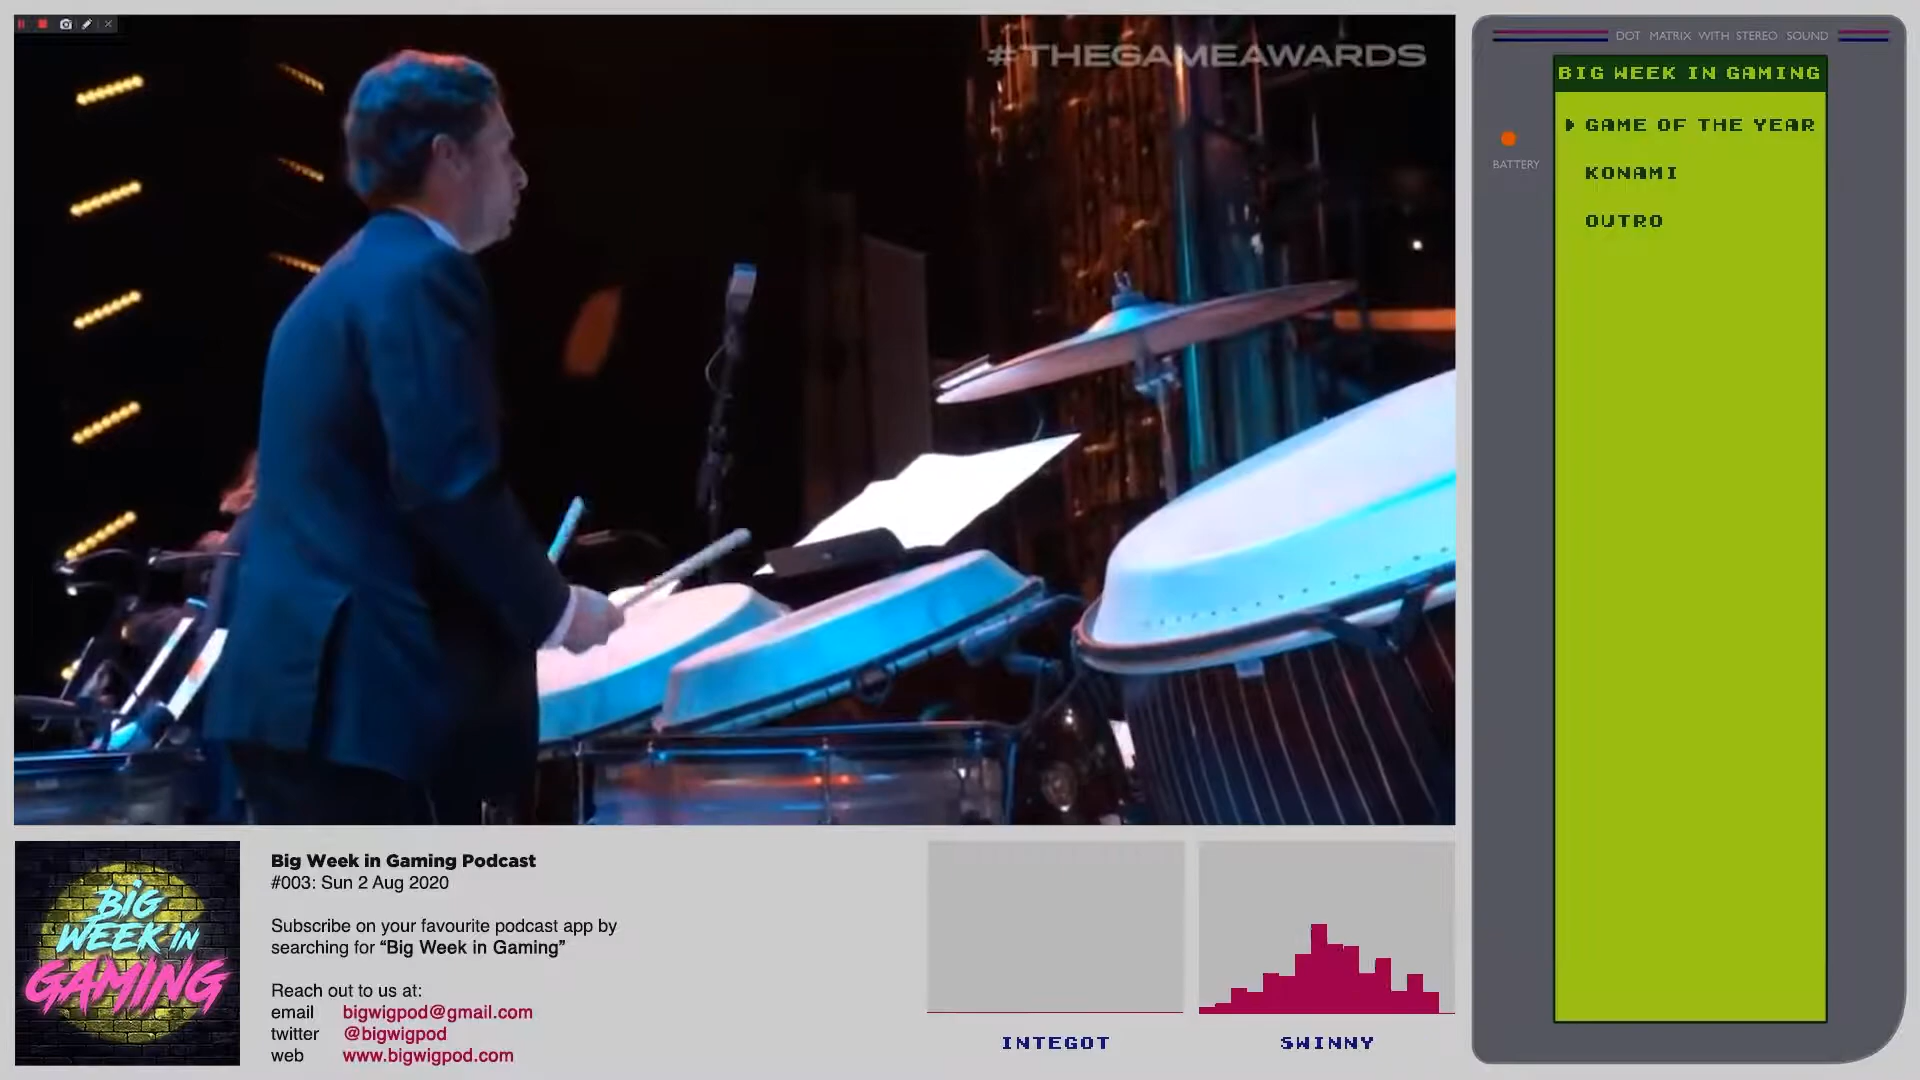 #THEGAMEAWARDS
DOT MATRIX WITH STEREO SOUND
BIG WEEK IN GAMING
GAME OF THE YEAR
KONAMI
OUTRO
BATTERY
BIG
WEEK IN
GAMING
Big Week in Gaming Podcast
#003: Sun 2 Aug 2020
Subscribe on your favourite podcast app by
searching for “Big Week in Gaming”
Reach out to us at:
email bigwigpod@gmail.com
twitter @bigwigpod
web www.bigwigpod.com
INTEGOT
SWINNY